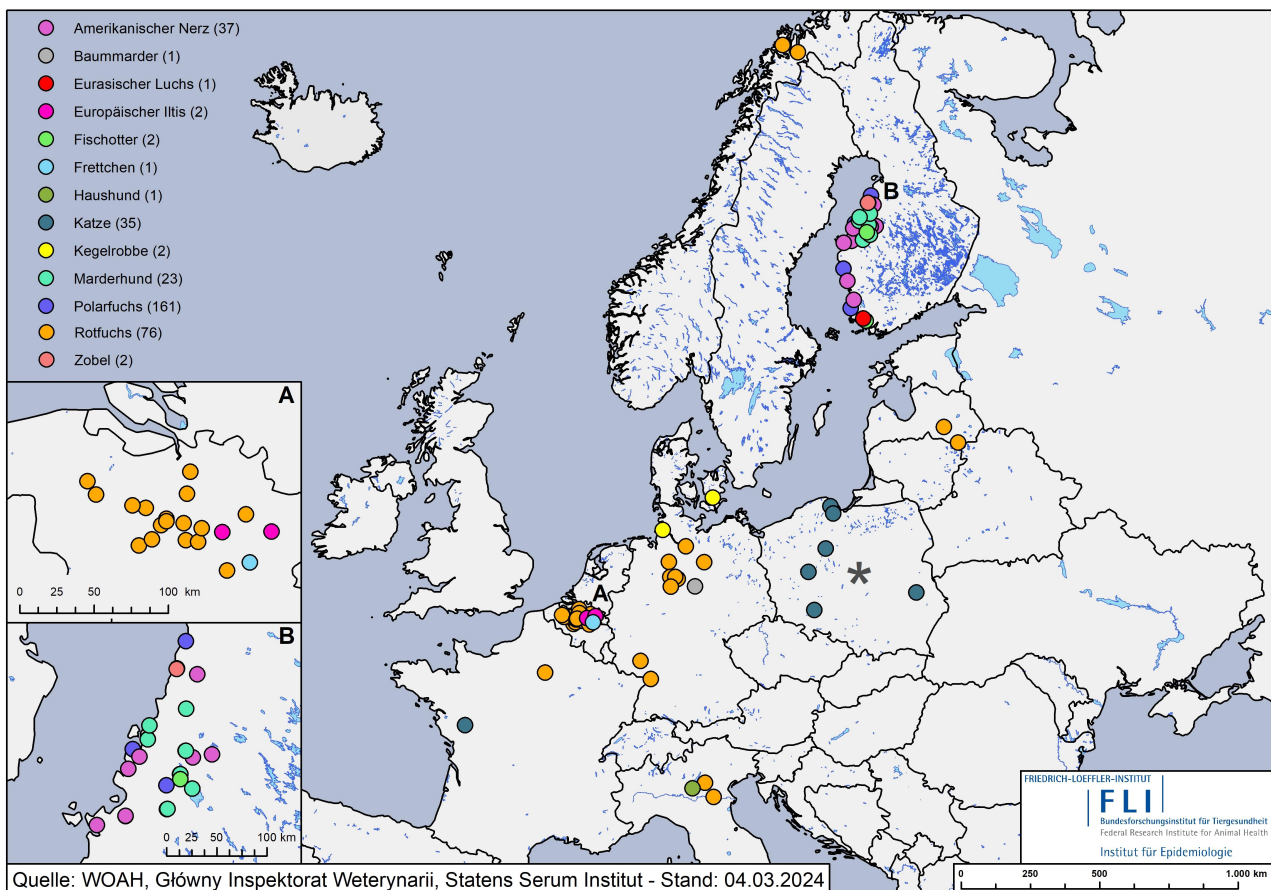 Amerikanischer Nerz (37)
Baummarder (1)
Eurasischer Luchs (1)
Europäischer Iltis (2)
Fischotter (2)
Frettchen (1)
Haushund (1)
Katze (35)
Kegelrobbe (2)
Marderhund (23)
Polarfuchs (161)
Rotfuchs (76)
Zobel (2)
B
A
*
A
0 50 100 km
B
0 25 50 100 km
FRIEDRICH-LOEFFLER-INSTITUT
FLI
Bundesforschungsinstitut für Tiergesundheit
Federal Research Institute for Animal Health
Institut für Epidemiologie
0 250 500 1.000 km
Quelle: WOAH, Główny Inspektorat Weterynarii, Statens Serum Institut - Stand: 04.03.2024